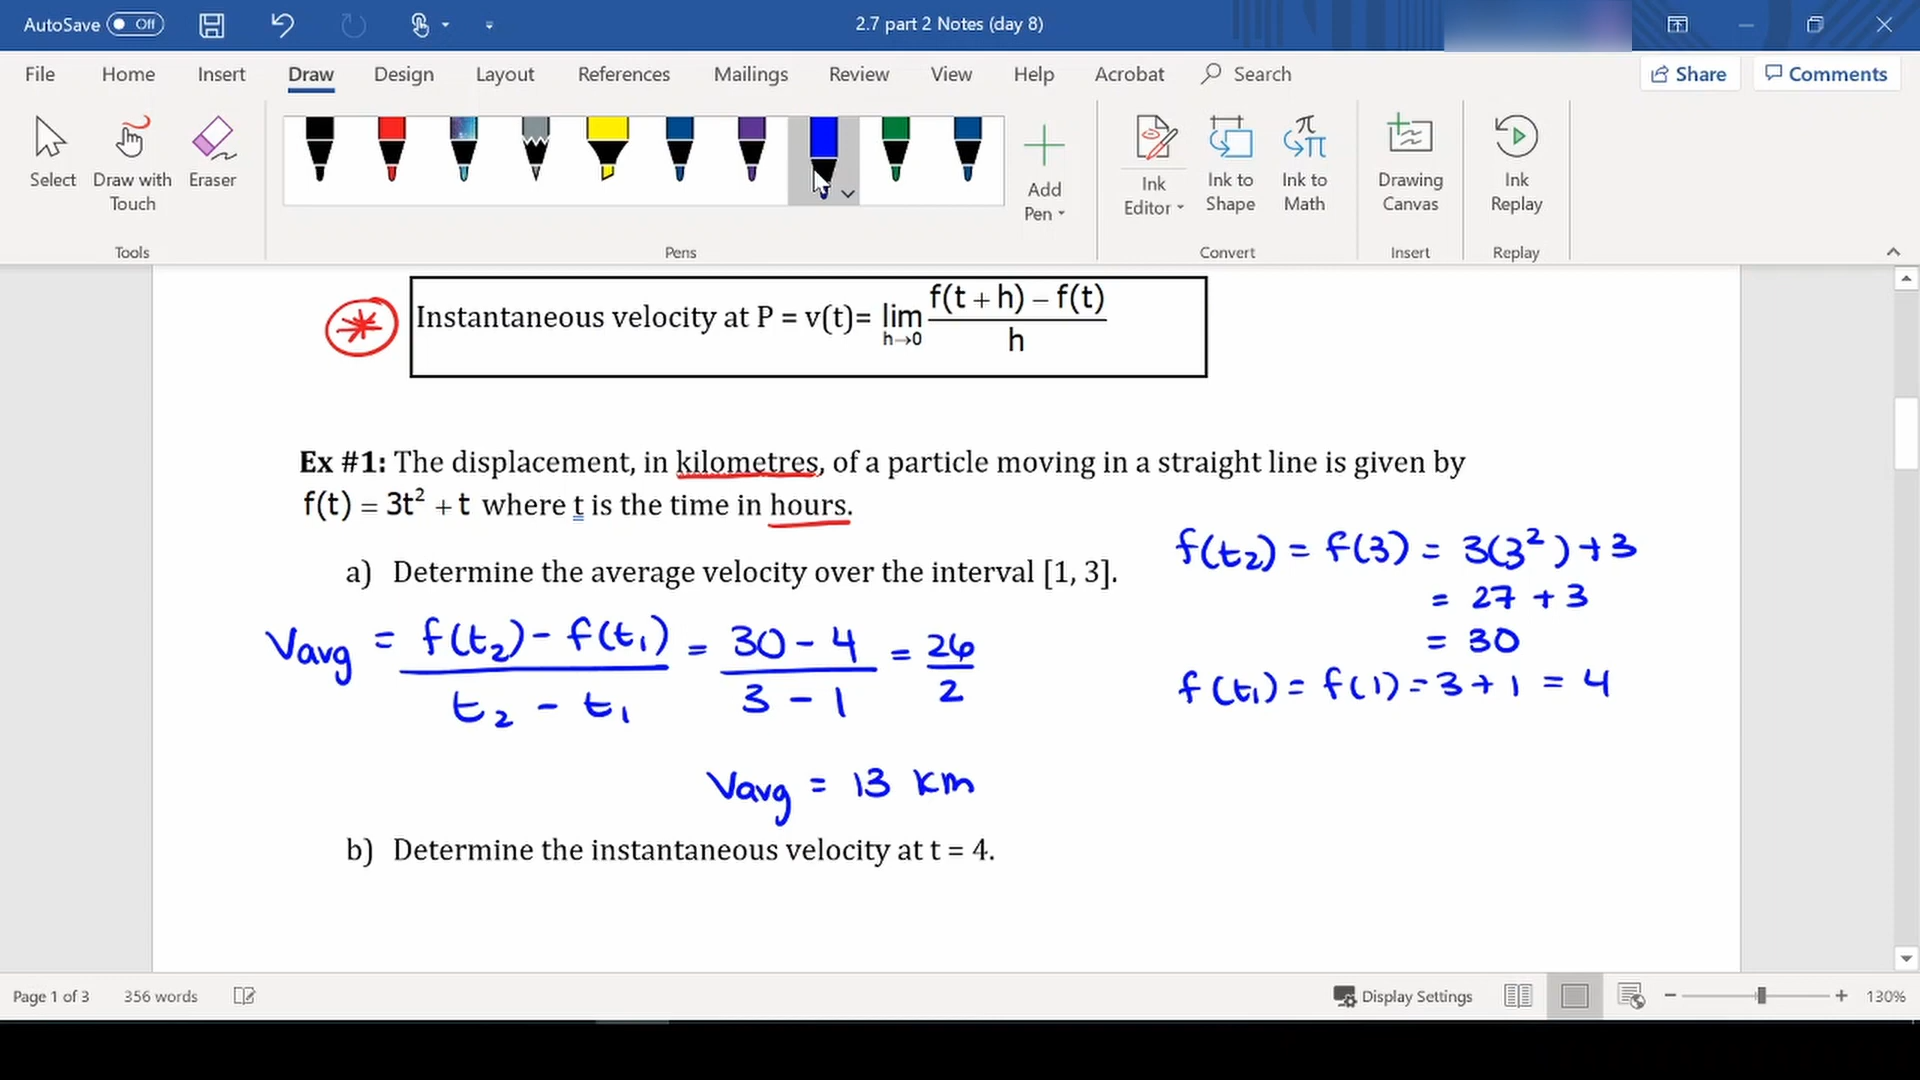 AutoSave Off 2.7 part 2 Notes (day 8)
File Home Insert Draw Design Layout References Mailings Review View Help Acrobat Search Share Comments
Select Draw with Touch Eraser Add Pen Ink Editor Ink to Shape Ink to Math Drawing Canvas Ink Replay
Tools Pens Convert Insert Replay
Instantaneous velocity at P = v(t)= lim h→0 f(t + h) – f(t) / h
Ex #1: The displacement, in kilometres, of a particle moving in a straight line is given by
f(t) = 3t² + t where t is the time in hours.
f(t₂) = f(3) = 3(3²) + 3
a) Determine the average velocity over the interval [1, 3].
= 27 + 3
= 30
Vavg = f(t₂) – f(t₁) / t₂ – t₁ = 30 – 4 / 3 – 1 = 26 / 2
f(t₁) = f(1) = 3 + 1 = 4
Vavg = 13 km
b) Determine the instantaneous velocity at t = 4.
Page 1 of 3 356 words Display Settings 130%